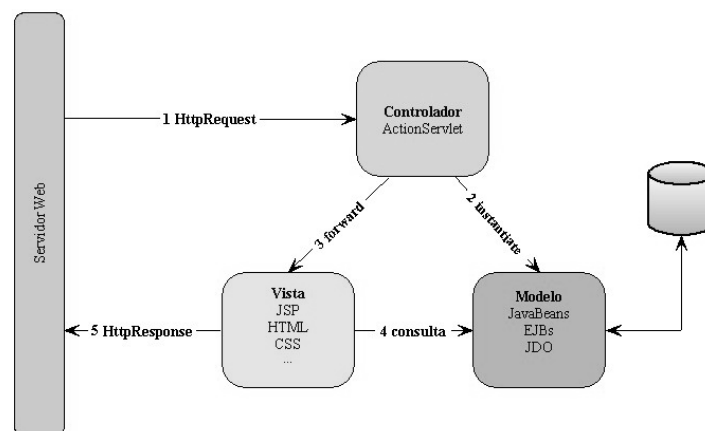 Servidor Web
1 HttpRequest
Controlador
ActionServlet
3 forward
2 instantiate
Vista
JSP
HTML
CSS
...
Modelo
JavaBeans
EJBs
JDO
5 HttpResponse
4 consulta